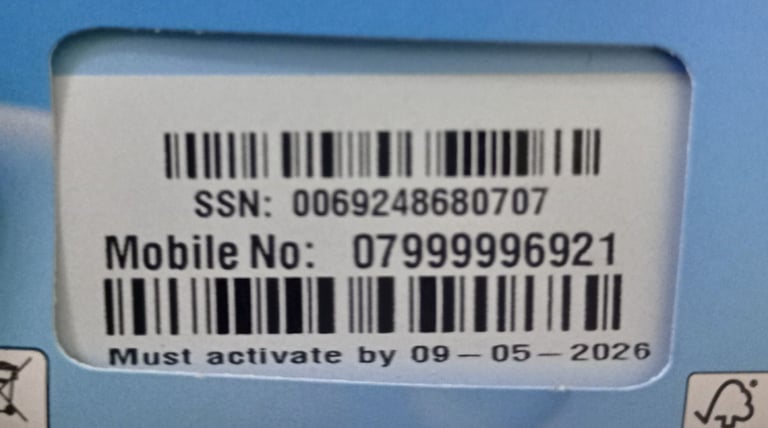 SSN: 0069248680707
Mobile No: 07999996921
Must activate by 09-05-2026